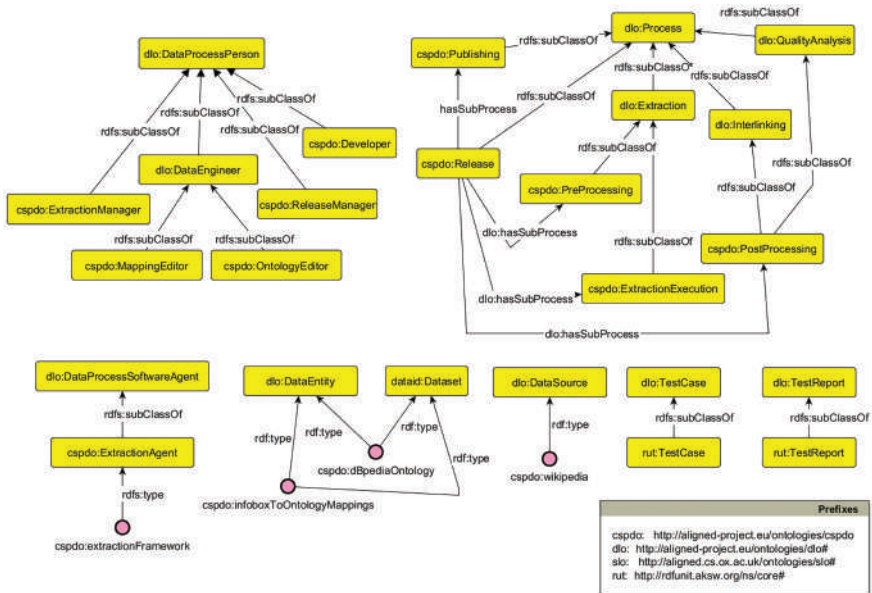 rdfs:subClassOf
dlo:Process
cspdo:Publishing
rdfs:subClassOf
dlo:QualityAnalysis
dlo:DataProcessPerson
rdfs:subClassOf
rdfs:subClassOf
rdfs:subClassOf
rdfs:subClassOf
hasSubProcess
dlo:Extraction
rdfs:subClassOf
rdfs:subClassOf
dlo:Interlinking
rdfs:subClassOf
rdfs:subClassOf
cspdo:Developer
rdfs:subClassOf
cspdo:Release
rdfs:subClassOf
dlo:DataEngineer
rdfs:subClassOf
cspdo:PreProcessing
rdfs:subClassOf
cspdo:ExtractionManager
cspdo:ReleaseManager
dlo:hasSubProcess
rdfs:subClassOf
rdfs:subClassOf
rdfs:subClassOf
cspdo:PostProcessing
cspdo:MappingEditor
cspdo:OntologyEditor
dlo:hasSubProcess
cspdo:ExtractionExecution
dlo:hasSubProcess
dlo:DataProcessSoftwareAgent
dlo:DataEntity
dataid:Dataset
dlo:DataSource
dlo:TestCase
dlo:TestReport
rdfs:subClassOf
rdf:type
rdf:type
rdf:type
rdf:type
rdf:type
rdfs:subClassOf
rdfs:subClassOf
cspdo:ExtractionAgent
cspdo:dBpediaOntology
cspdo:wikipedia
rut:TestCase
rut:TestReport
rdfs:type
cspdo:infoboxToOntologyMappings
cspdo:extractionFramework
Prefixes
cspdo: http://aligned-project.eu/ontologies/cspdo
dlo: http://aligned-project.eu/ontologies/dlo#
slo: http://aligned.cs.ox.ac.uk/ontologies/slo#
rut: http://rdfunit.aksw.org/ns/core#